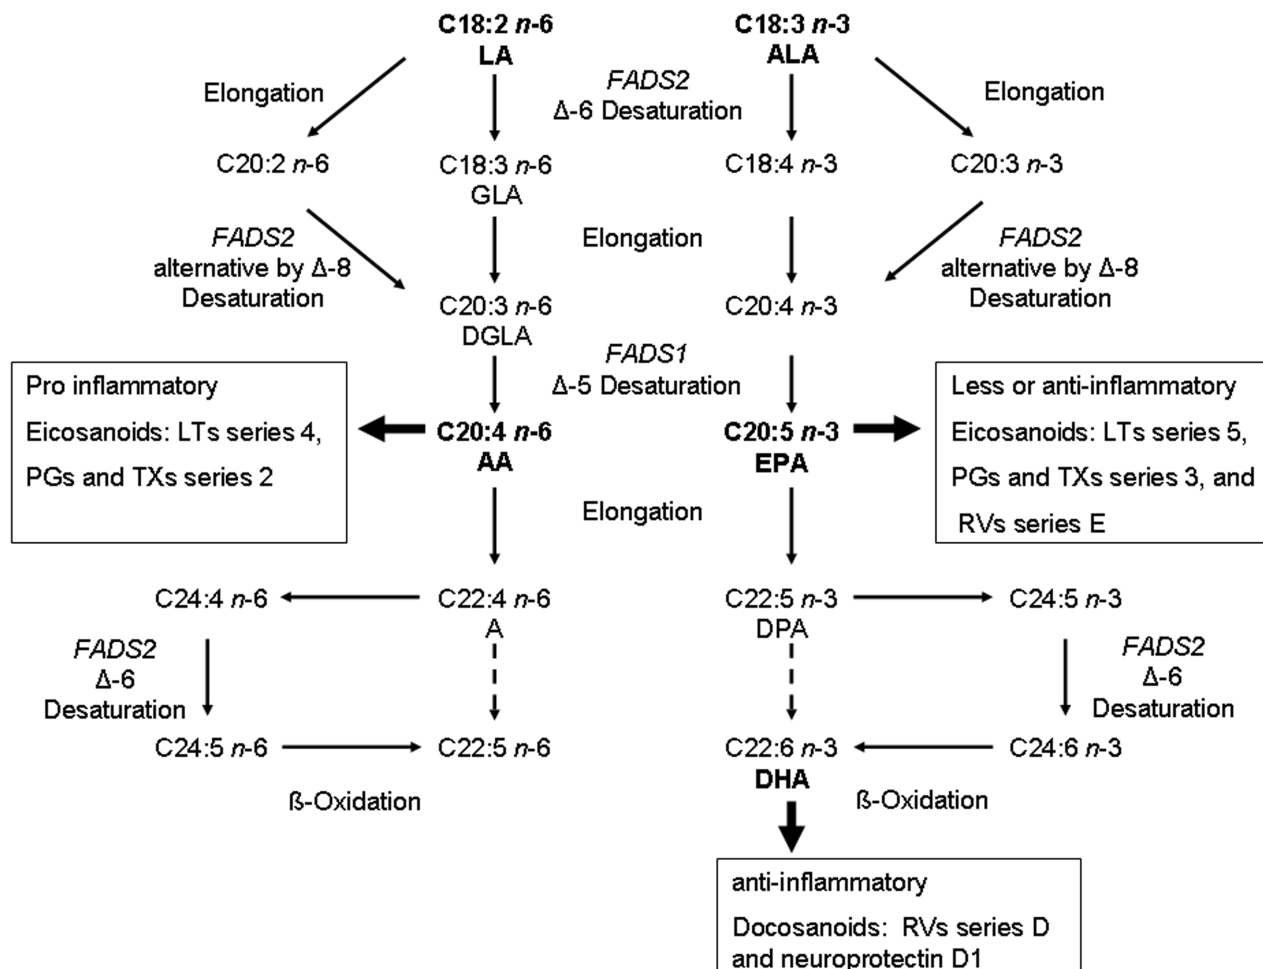 C18:2 n-6
LA
C18:3 n-3
ALA
Elongation
FADS2
Δ-6 Desaturation
Elongation
C20:2 n-6
C18:3 n-6
GLA
C18:4 n-3
C20:3 n-3
FADS2
alternative by Δ-8
Desaturation
Elongation
FADS2
alternative by Δ-8
Desaturation
C20:3 n-6
DGLA
C20:4 n-3
FADS1
Δ-5 Desaturation
Pro inflammatory
Eicosanoids: LTs series 4,
PGs and TXs series 2
C20:4 n-6
AA
C20:5 n-3
EPA
Less or anti-inflammatory
Eicosanoids: LTs series 5,
PGs and TXs series 3, and
RVs series E
Elongation
C24:4 n-6
C22:4 n-6
A
C22:5 n-3
DPA
C24:5 n-3
FADS2
Δ-6
Desaturation
FADS2
Δ-6
Desaturation
C24:5 n-6
C22:5 n-6
C22:6 n-3
DHA
C24:6 n-3
ß-Oxidation
ß-Oxidation
anti-inflammatory
Docosanoids: RVs series D
and neuroprotectin D1